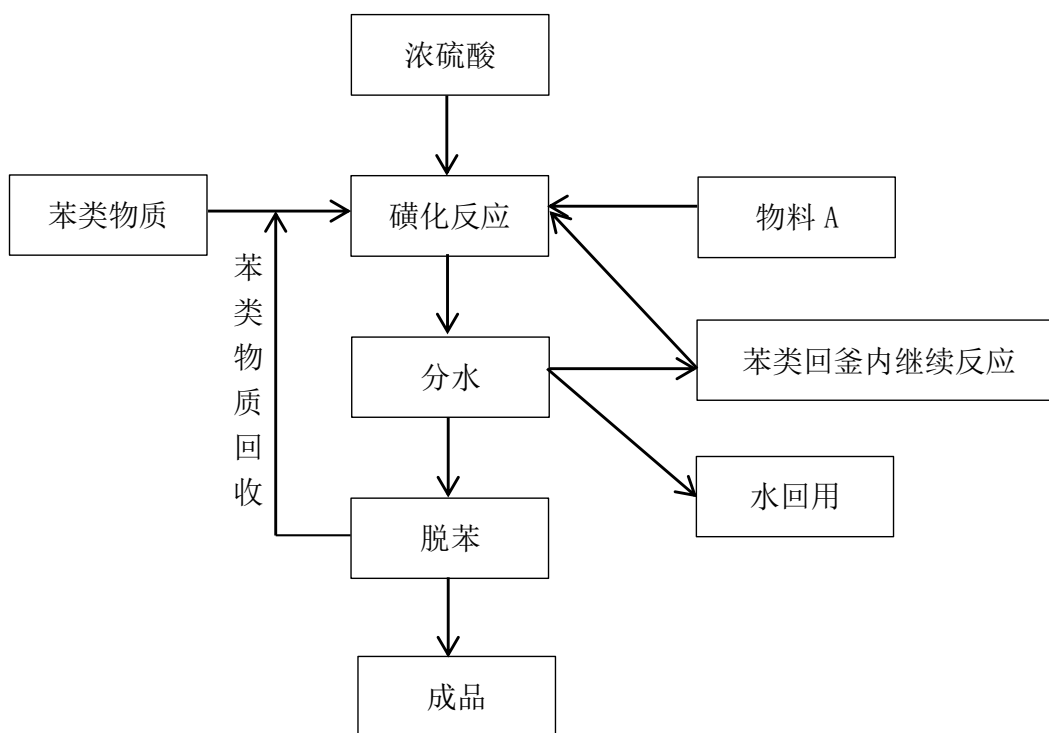 浓硫酸
苯类物质
磺化反应
物料 A
苯类物质回收
分水
苯类回釜内继续反应
水回用
脱苯
成品